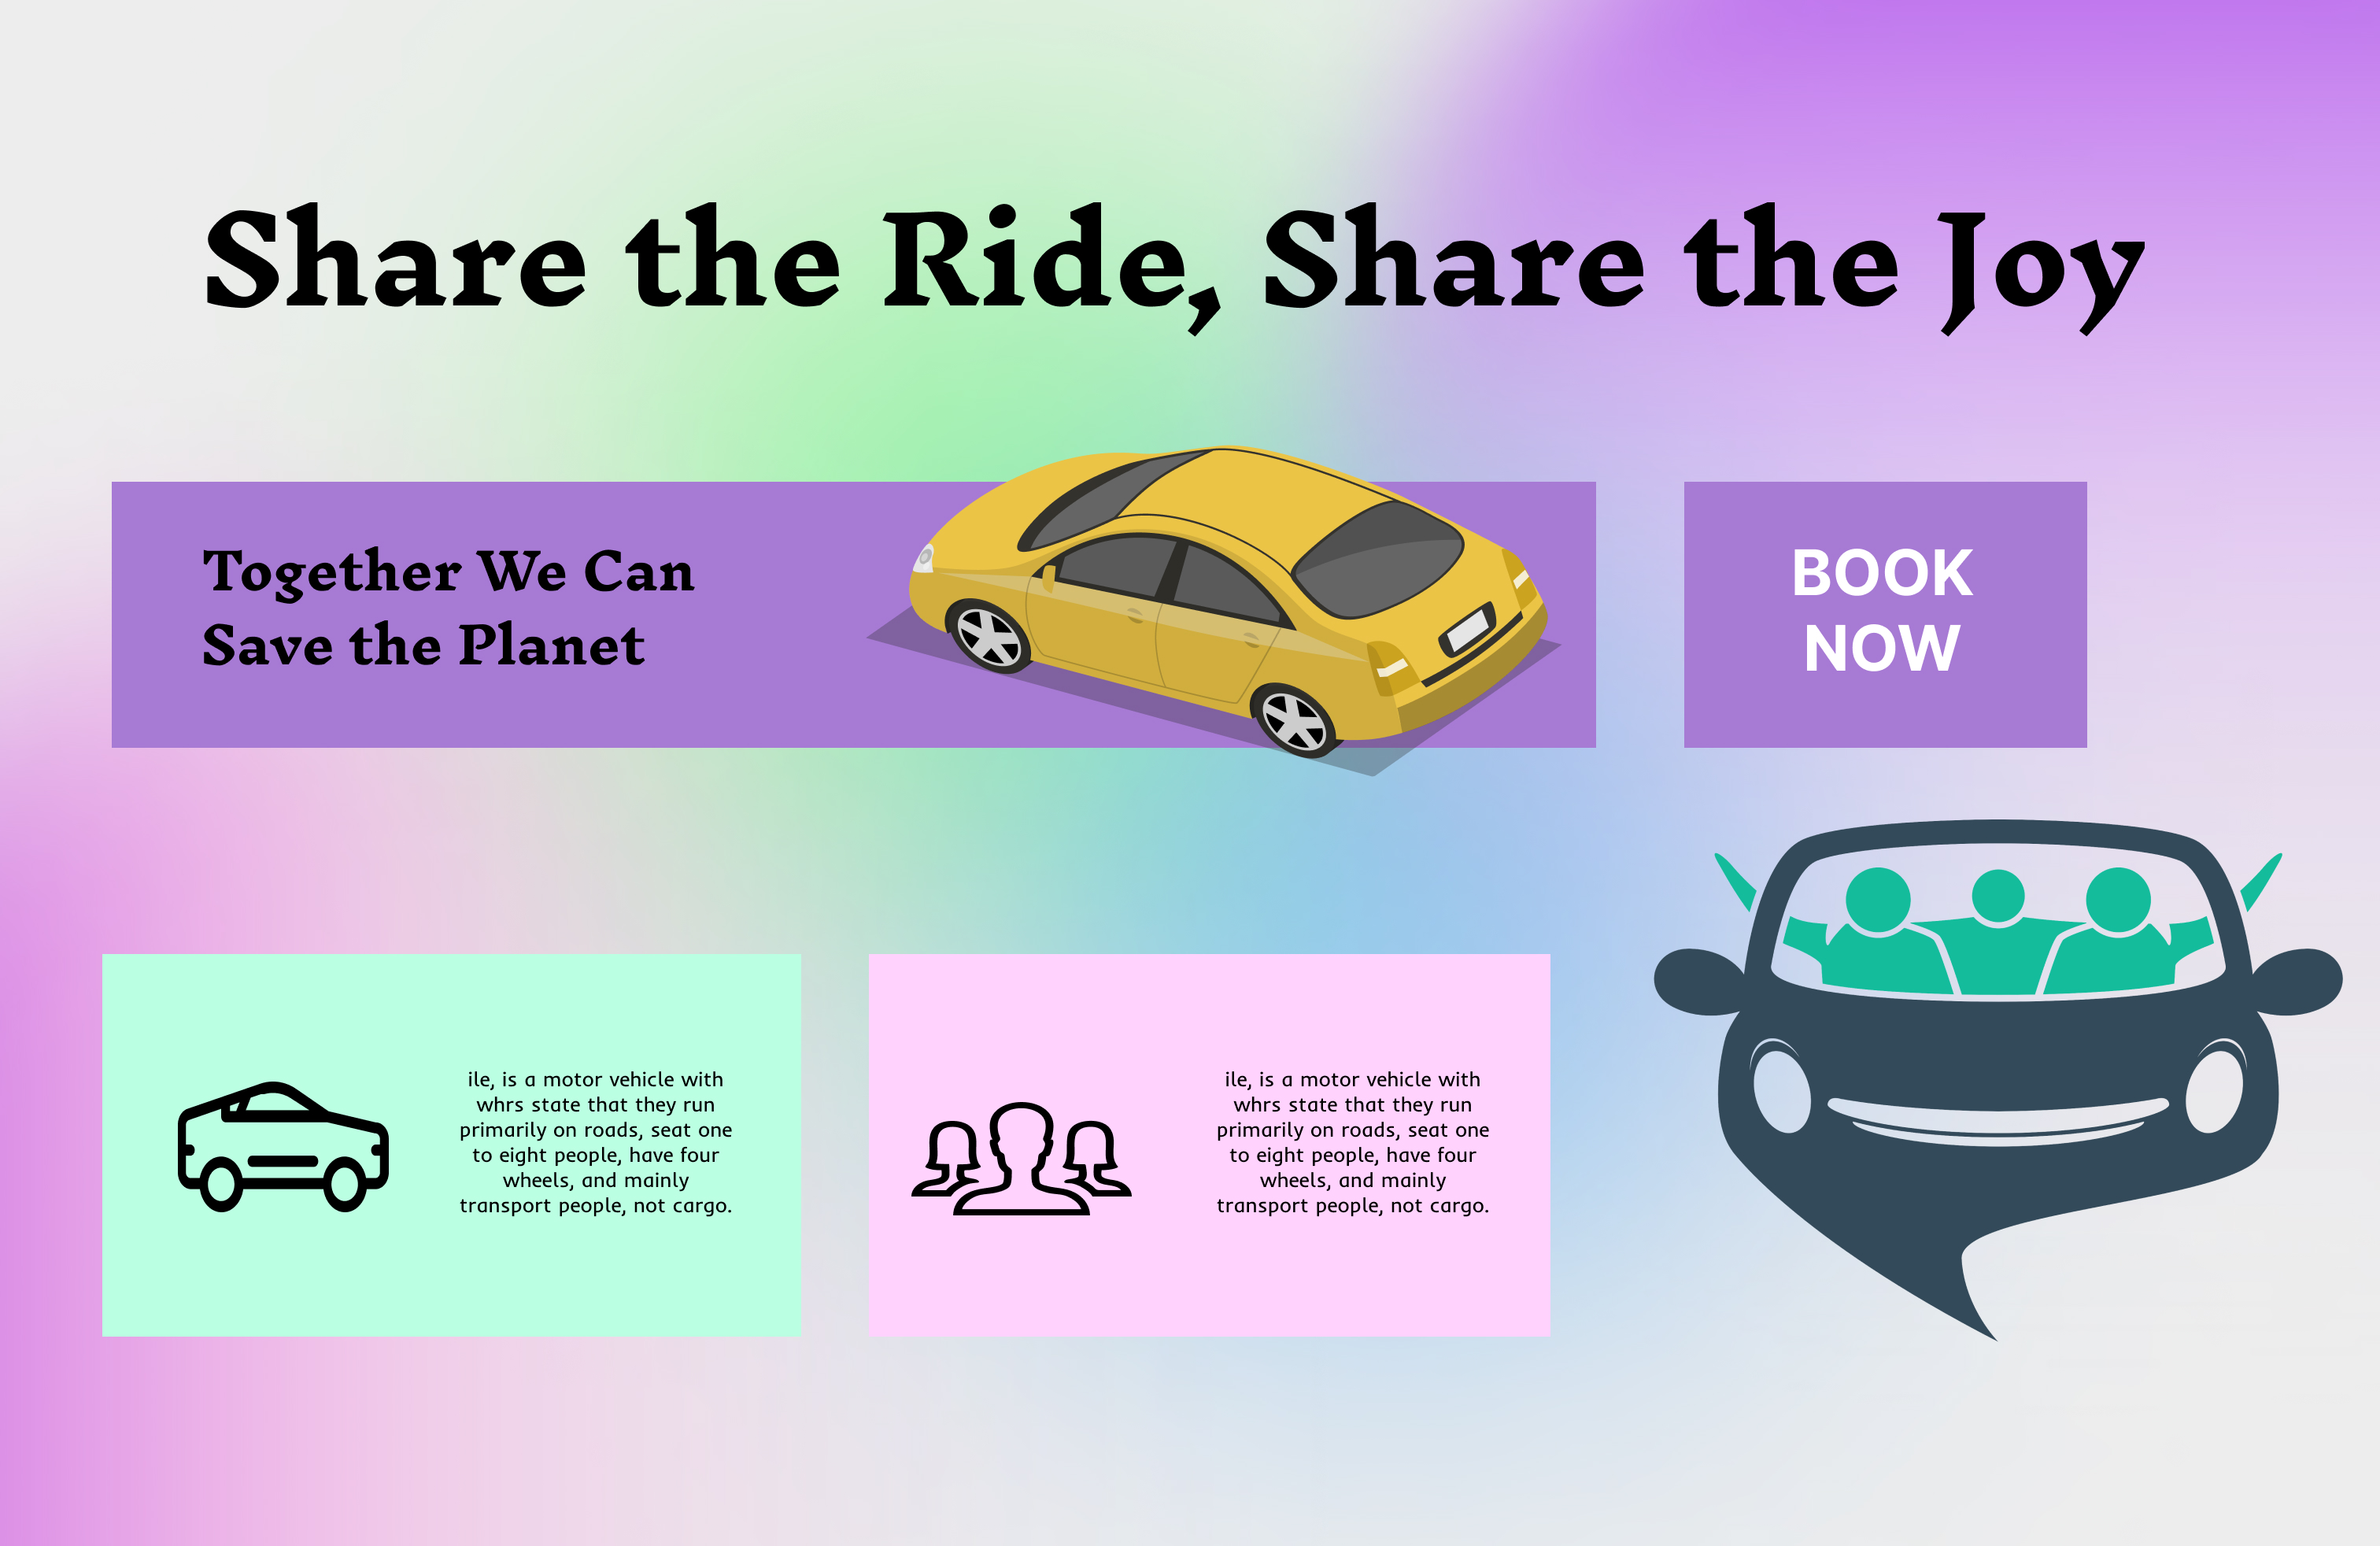 Share the Ride, Share the Joy
Together We Can
Save the Planet
BOOK
NOW
ile, is a motor vehicle with
whrs state that they run
primarily on roads, seat one
to eight people, have four
wheels, and mainly
transport people, not cargo.
ile, is a motor vehicle with
whrs state that they run
primarily on roads, seat one
to eight people, have four
wheels, and mainly
transport people, not cargo.